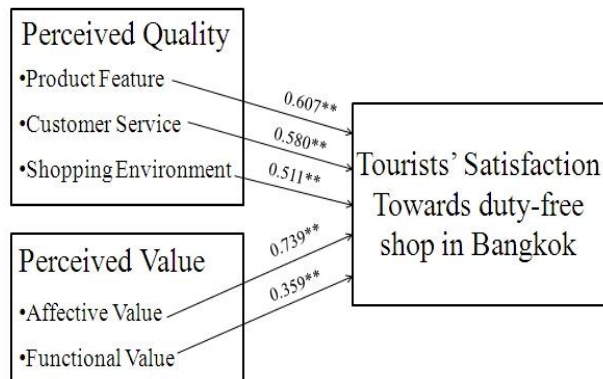 Perceived Quality
•Product Feature
•Customer Service
•Shopping Environment
0.607**
0.580**
0.511**
Perceived Value
•Affective Value
•Functional Value
0.739**
0.359**
Tourists’ Satisfaction
Towards duty-free
shop in Bangkok